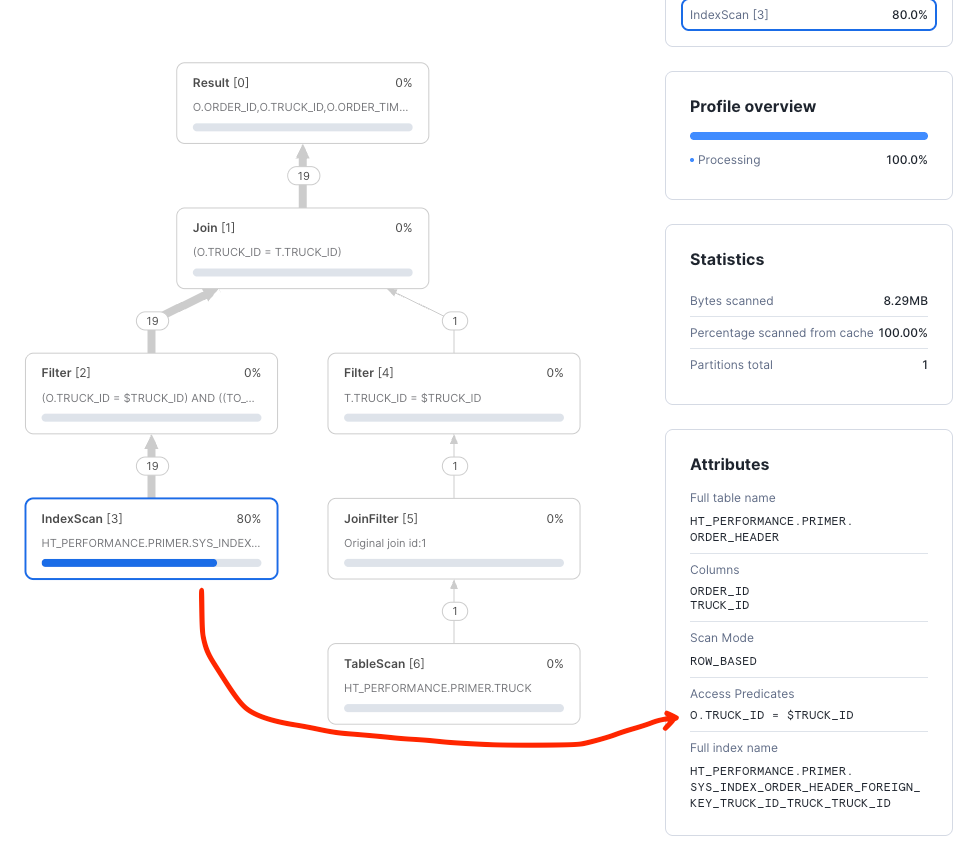 IndexScan [3] 80.0%
Result [0] 0%
O.ORDER_ID,O.TRUCK_ID,O.ORDER_TIM...
19
Join [1] 0%
(O.TRUCK_ID = T.TRUCK_ID)
19
1
Filter [2] 0%
(O.TRUCK_ID = $TRUCK_ID) AND ((TO_...
Filter [4] 0%
T.TRUCK_ID = $TRUCK_ID
19
1
IndexScan [3] 80%
HT_PERFORMANCE.PRIMER.SYS_INDEX...
JoinFilter [5] 0%
Original join id:1
1
TableScan [6] 0%
HT_PERFORMANCE.PRIMER.TRUCK
Profile overview
Processing 100.0%
Statistics
Bytes scanned 8.29MB
Percentage scanned from cache 100.00%
Partitions total 1
Attributes
Full table name
HT_PERFORMANCE.PRIMER.
ORDER_HEADER
Columns
ORDER_ID
TRUCK_ID
Scan Mode
ROW_BASED
Access Predicates
O.TRUCK_ID = $TRUCK_ID
Full index name
HT_PERFORMANCE.PRIMER.
SYS_INDEX_ORDER_HEADER_FOREIGN_
KEY_TRUCK_ID_TRUCK_TRUCK_ID